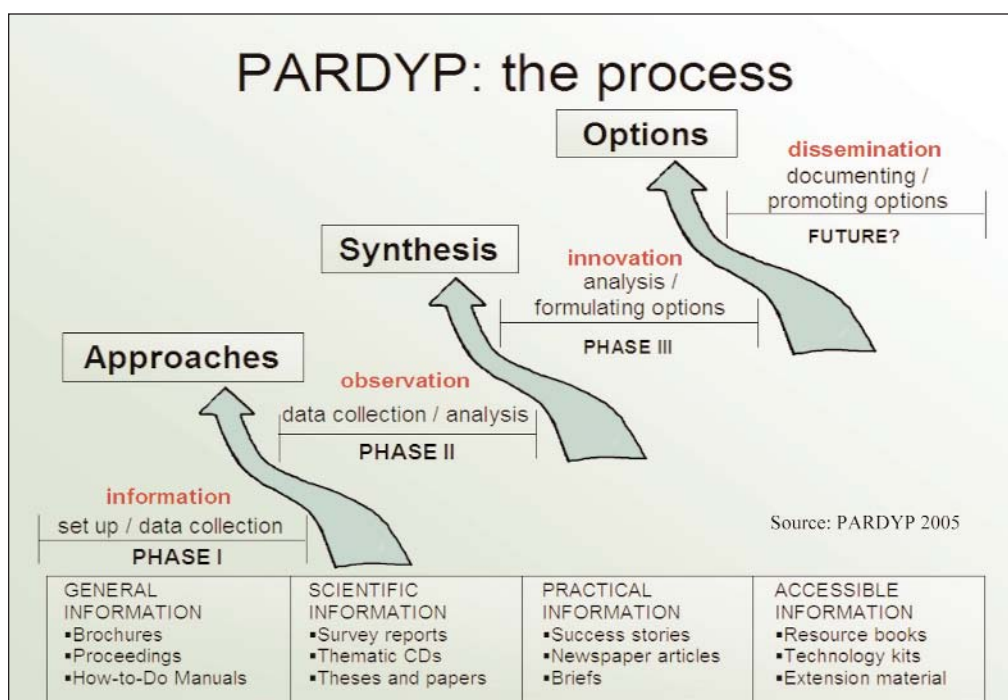 PARDYP: the process
Options
dissemination
documenting /
promoting options
FUTURE?
Synthesis
innovation
analysis /
formulating options
PHASE III
Approaches
observation
data collection / analysis
PHASE II
information
set up / data collection
PHASE I
Source: PARDYP 2005
GENERAL
INFORMATION
▪Brochures
▪Proceedings
▪How-to-Do Manuals
SCIENTIFIC
INFORMATION
▪Survey reports
▪Thematic CDs
▪Theses and papers
PRACTICAL
INFORMATION
▪Success stories
▪Newspaper articles
▪Briefs
ACCESSIBLE
INFORMATION
▪Resource books
▪Technology kits
▪Extension material